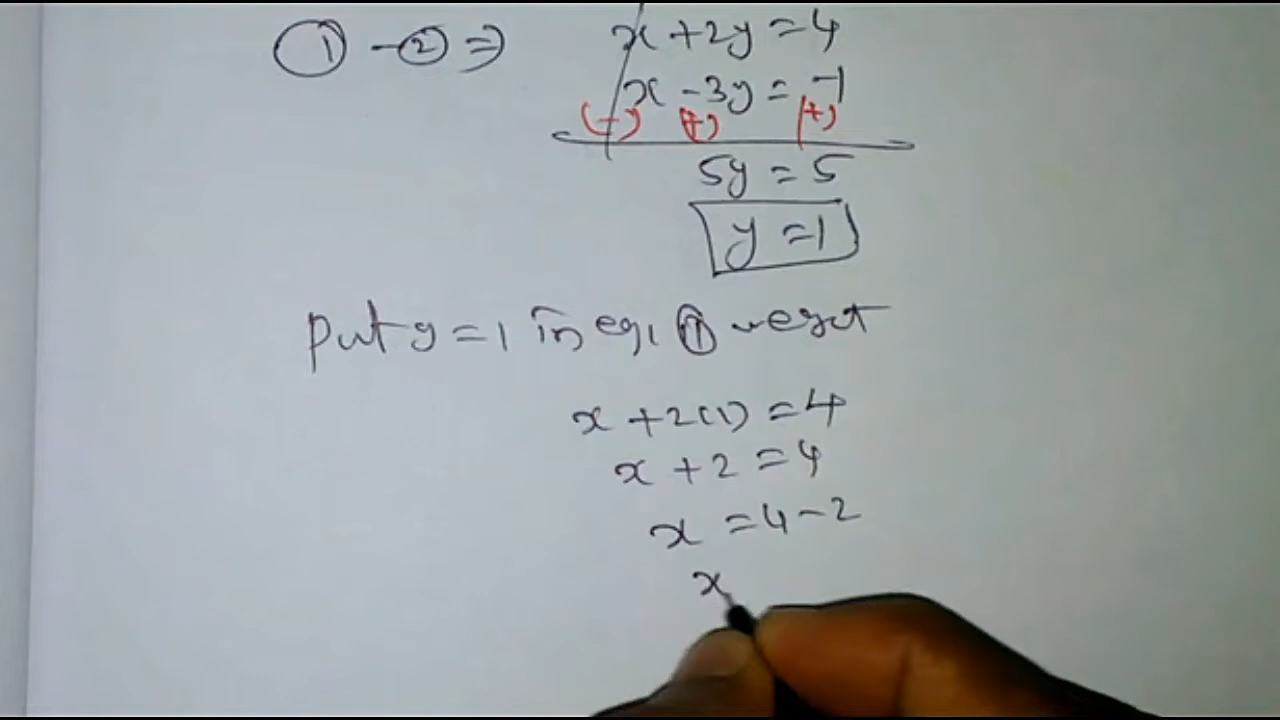 ① - ② ⇒ x + 2y = 4
x - 3y = -1
(-) (+) (+)
5y = 5
y = 1
Put y = 1 in eq. ① we get
x + 2(1) = 4
x + 2 = 4
x = 4 - 2
x